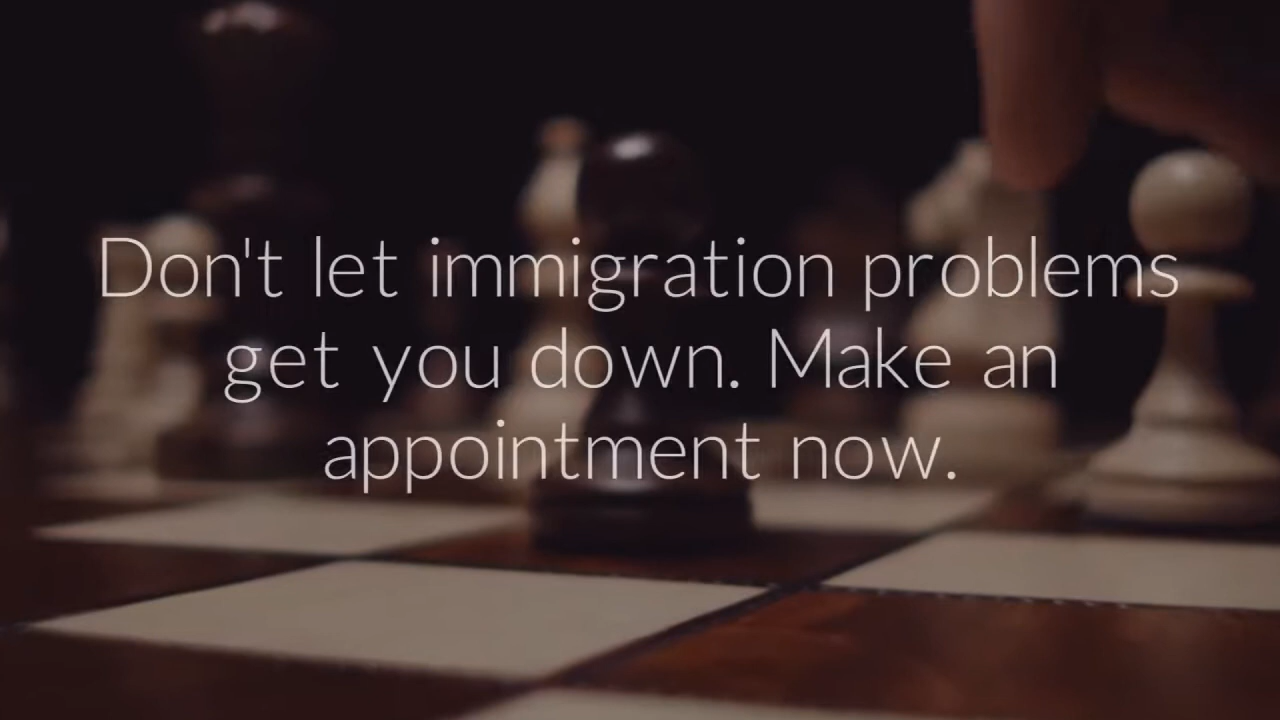 Don't let immigration problems
get you down. Make an
appointment now.